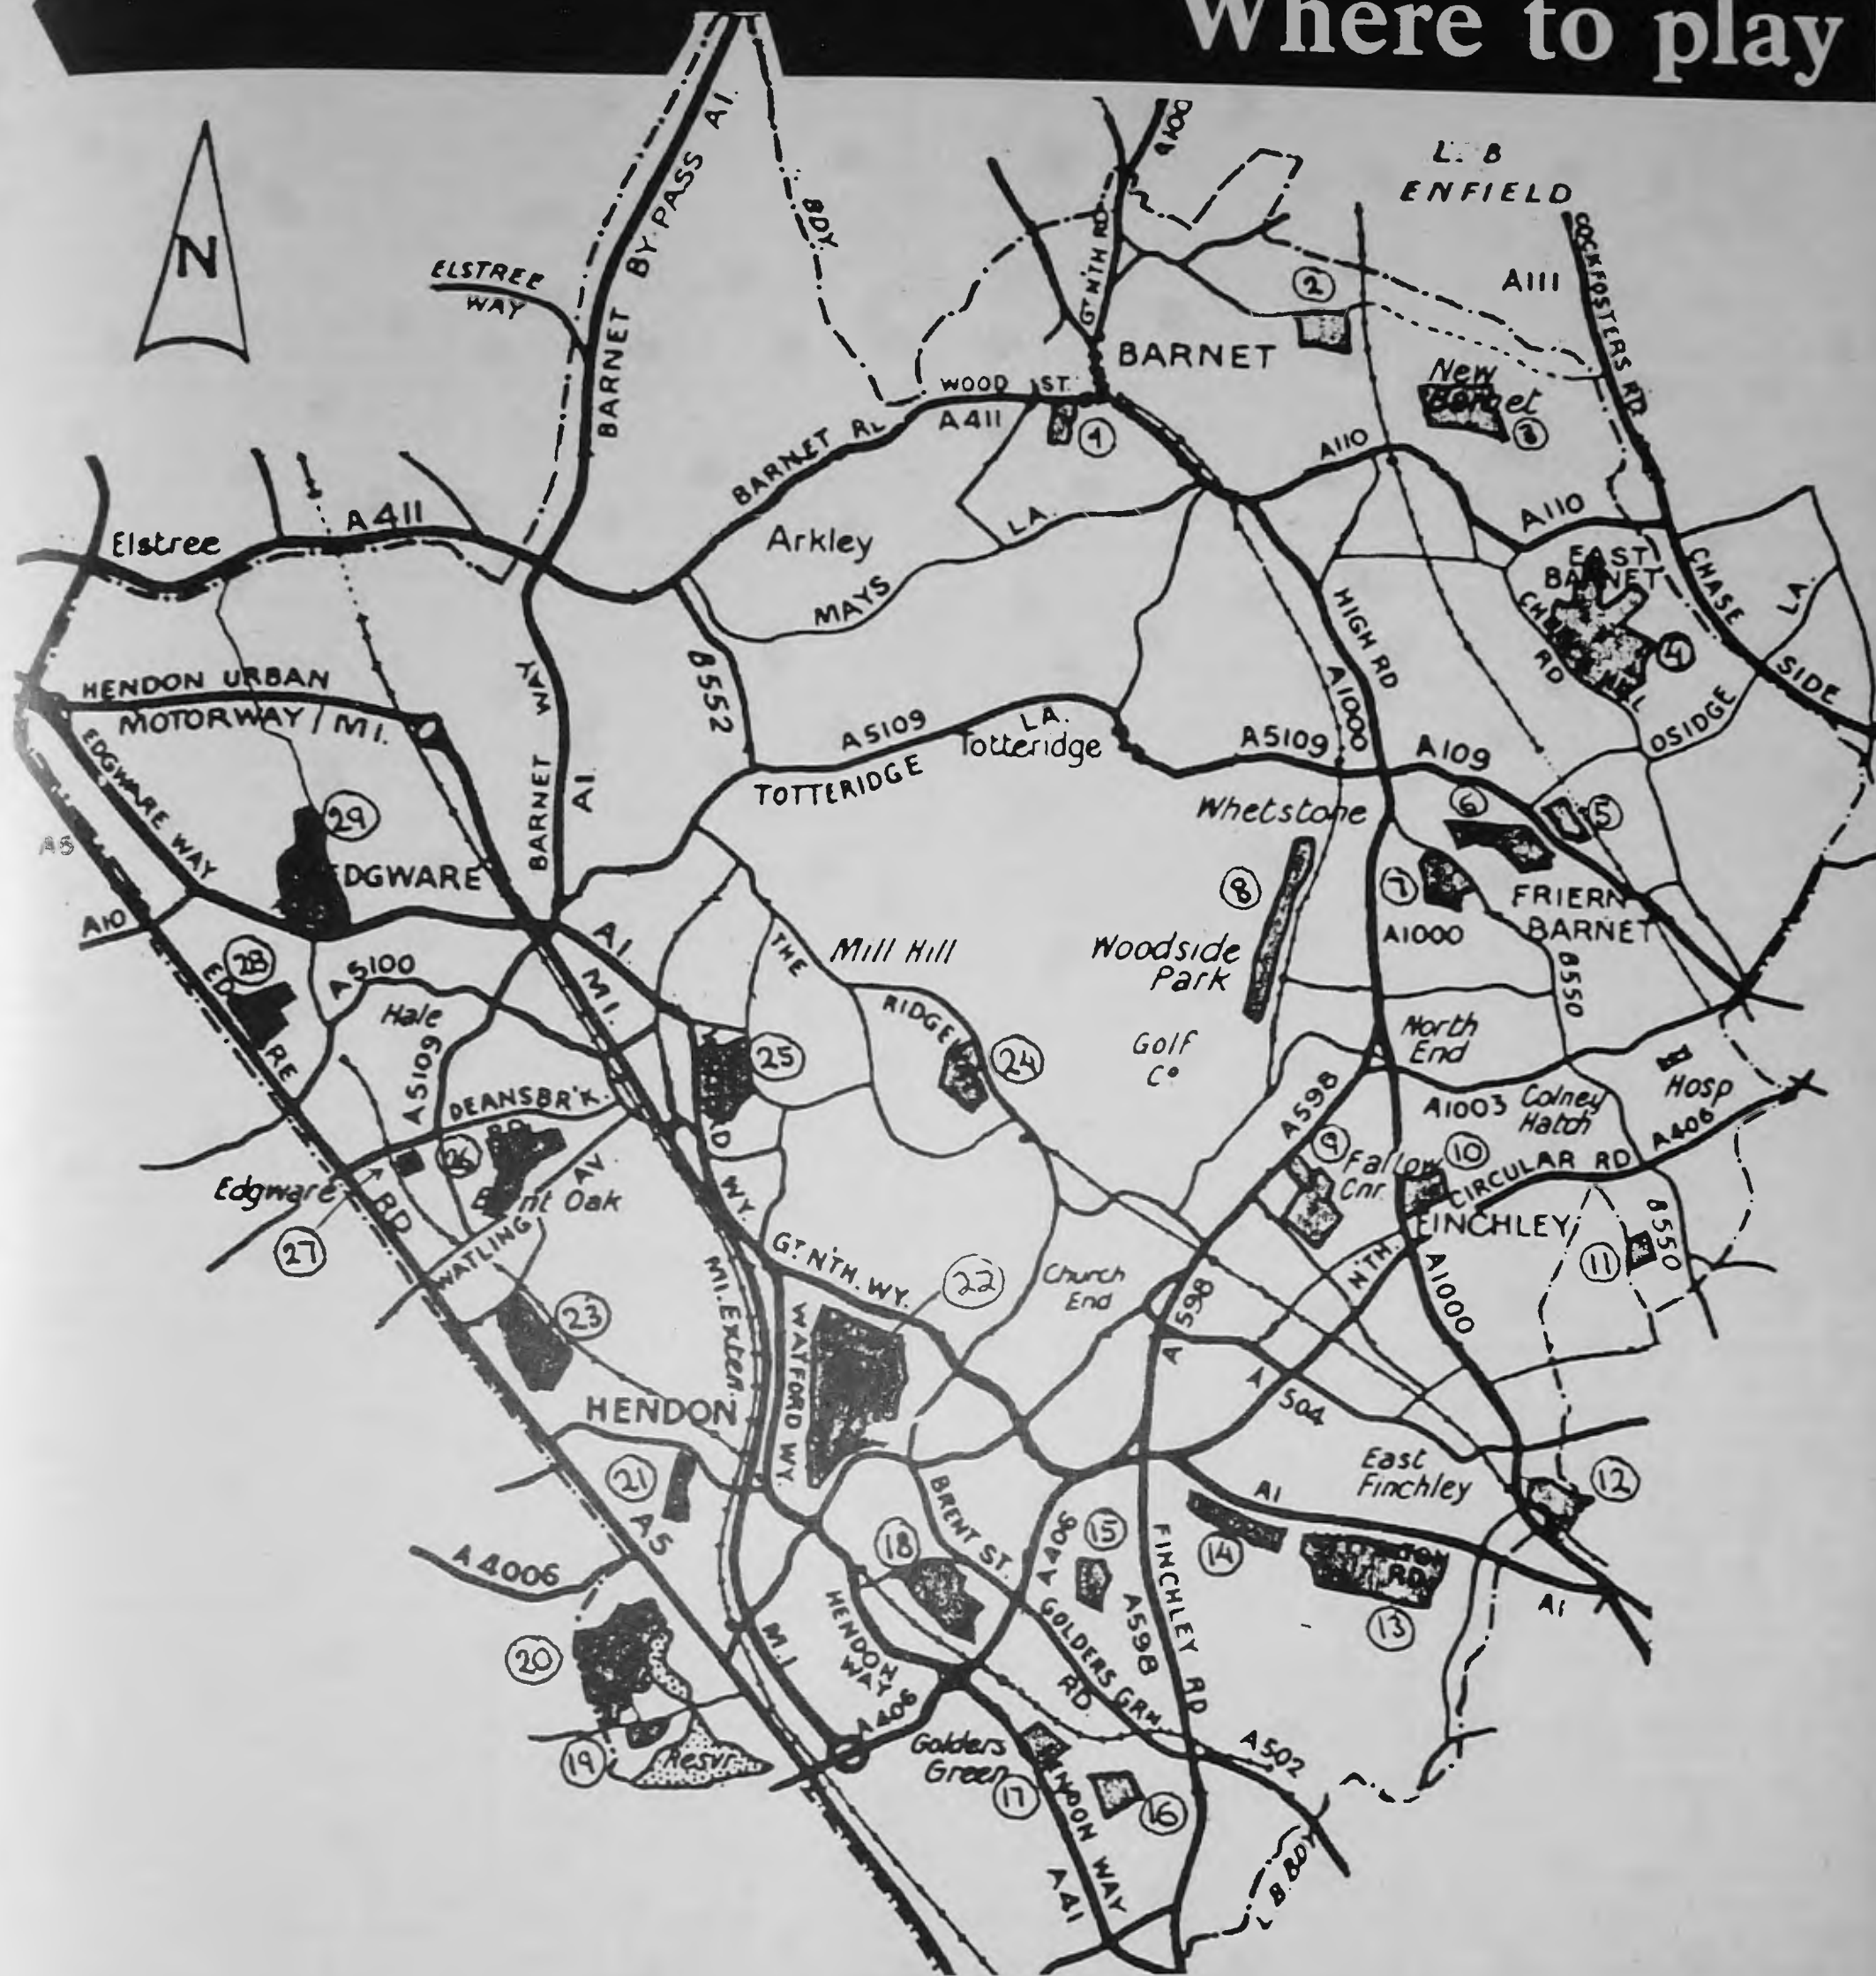 Where to play
N
BARNET BY PASS A1.
BDY.
A100
L. B
ENFIELD
ELSTREE
WAY
GT NTH RD
2
A111
COCKFOSTERS RD
BARNET
New
Barnet
3
WOOD ST.
A411
1
BARNET
A110
A110
A411
Elstree
Arkley
MAYS LA.
EAST
BARNET
CHASE SIDE
LA.
CH HILL
RD
4
OSIDGE
HIGH RD
A1000
HENDON URBAN
MOTORWAY / M1.
BARNET WAY
A1.
B552
A5109
LA.
Totteridge
TOTTERIDGE
A5109
A109
EDGWARE WAY
A5
29
EDGWARE
Whetstone
6
5
8
7
FRIERN
BARNET
A10
28
A5100
A1.
M1.
THE
RIDGE
Mill Hill
Woodside
Park
A1000
B550
Hale
A5109
25
24
Golf
Co
North
End
Hosp
DEANSBR'K.
RD
A598
A1003
Colney
Hatch
A406
26
9
Fallow
Cnr
10
CIRCULAR RD
Edgware
RD
Bnt Oak
AV.
WATLING
27
WY.
FINCHLEY
11
B550
GT. NTH. WY.
22
Church
End
NTH.
A1000
A598
23
M1. Exten.
WATFORD WY.
HENDON
A504
21
East
Finchley
12
BRENT ST.
A1
A5
A4006
18
A406
15
14
FINCHLEY RD
RD
13
A1
HENDON
WAY
GOLDERS GRN
RD
A598
20
M.1
A406
19
Resvr
Golders
Green
17
16
A502
HENDON WAY
A41
L B. BDY